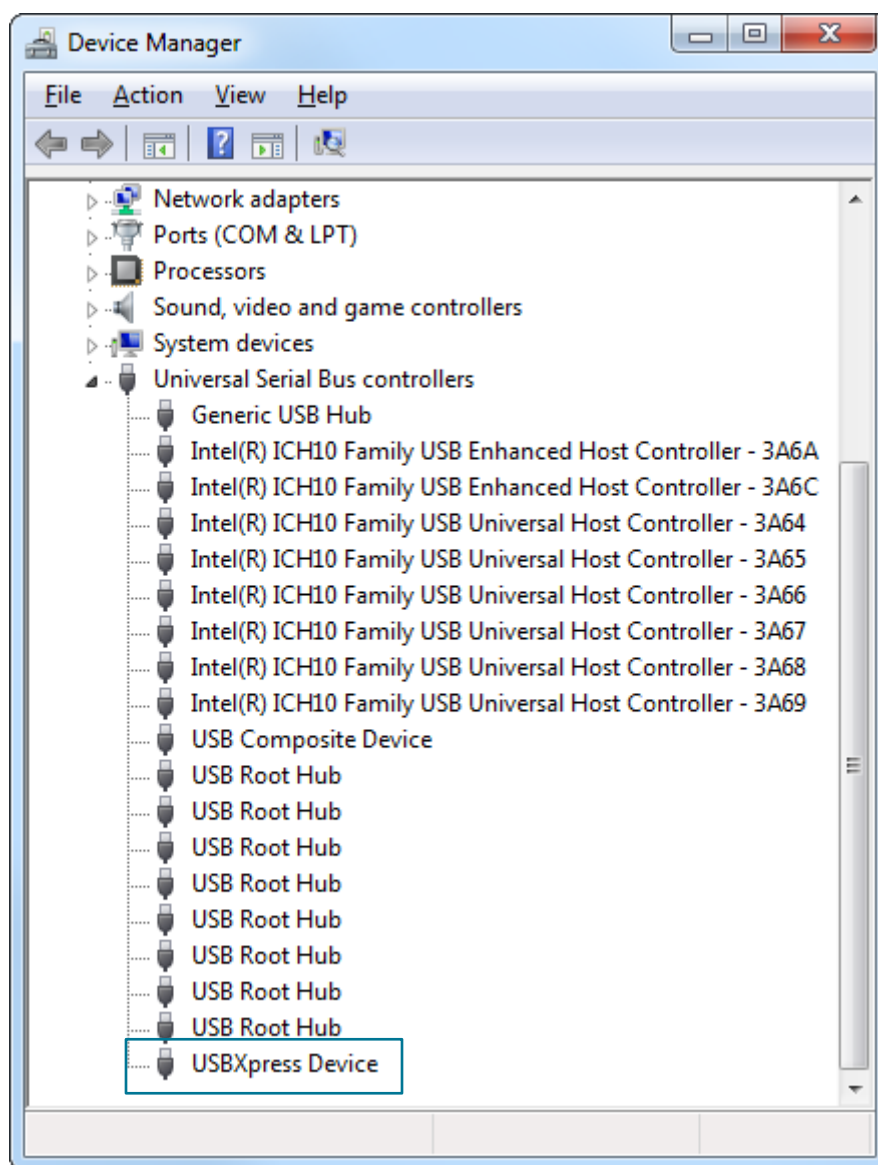 Device Manager
File Action View Help
Network adapters
Ports (COM & LPT)
Processors
Sound, video and game controllers
System devices
Universal Serial Bus controllers
Generic USB Hub
Intel(R) ICH10 Family USB Enhanced Host Controller - 3A6A
Intel(R) ICH10 Family USB Enhanced Host Controller - 3A6C
Intel(R) ICH10 Family USB Universal Host Controller - 3A64
Intel(R) ICH10 Family USB Universal Host Controller - 3A65
Intel(R) ICH10 Family USB Universal Host Controller - 3A66
Intel(R) ICH10 Family USB Universal Host Controller - 3A67
Intel(R) ICH10 Family USB Universal Host Controller - 3A68
Intel(R) ICH10 Family USB Universal Host Controller - 3A69
USB Composite Device
USB Root Hub
USB Root Hub
USB Root Hub
USB Root Hub
USB Root Hub
USB Root Hub
USB Root Hub
USB Root Hub
USBXpress Device